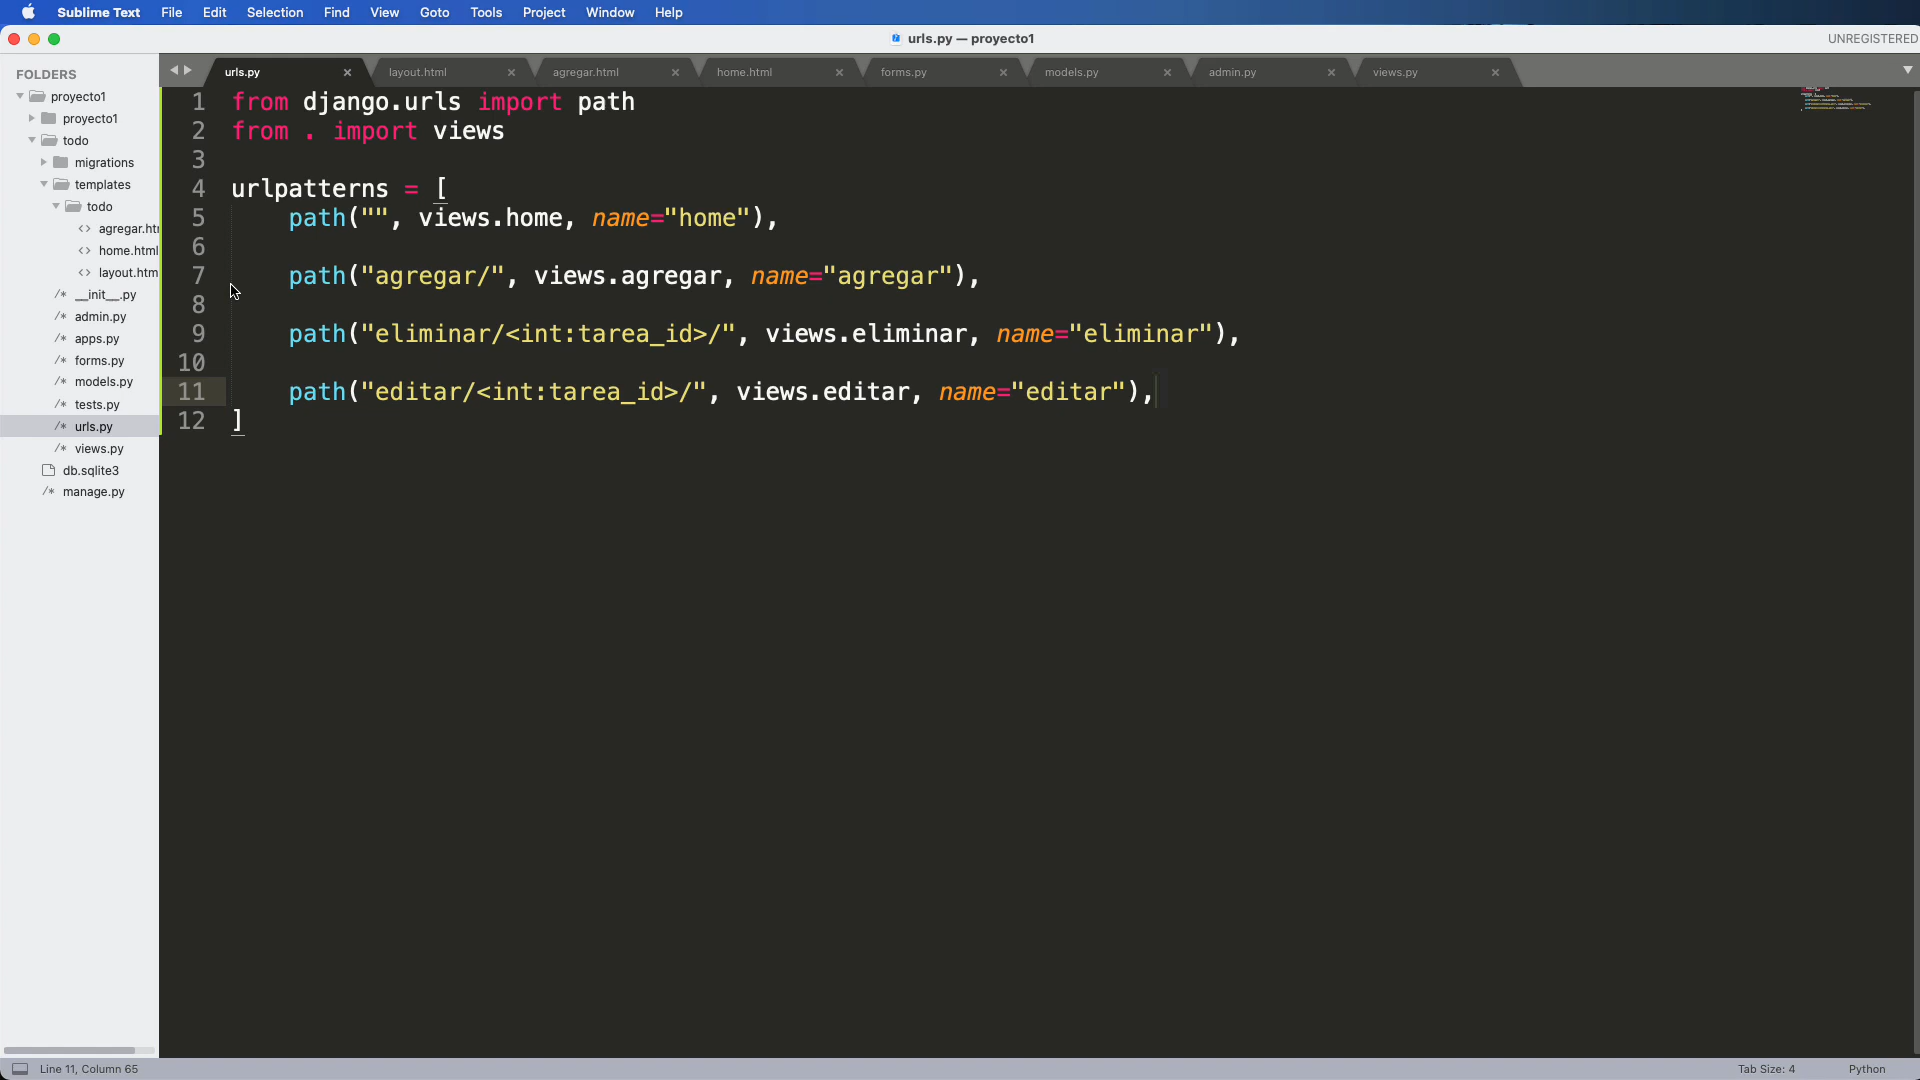 Sublime Text File Edit Selection Find View Goto Tools Project Window Help
urls.py — proyecto1
UNREGISTERED
FOLDERS
proyecto1
proyecto1
todo
migrations
templates
todo
agregar.htr
home.html
layout.htm
__init__.py
admin.py
apps.py
forms.py
models.py
tests.py
urls.py
views.py
db.sqlite3
manage.py
urls.py layout.html agregar.html home.html forms.py models.py admin.py views.py
1 from django.urls import path
2 from . import views
3
4 urlpatterns = [
5 path("", views.home, name="home"),
6
7 path("agregar/", views.agregar, name="agregar"),
8
9 path("eliminar/<int:tarea_id>/", views.eliminar, name="eliminar"),
10
11 path("editar/<int:tarea_id>/", views.editar, name="editar"),
12 ]
Line 11, Column 65
Tab Size: 4
Python